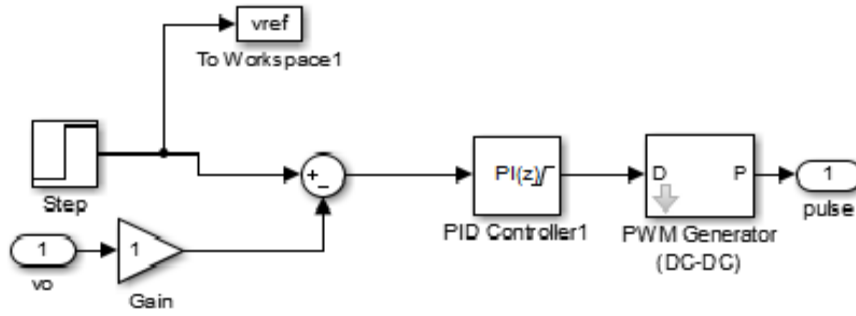 vref
To Workspace1
Step
+
-
PI(z)
PID Controller1
D
P
PWM Generator
(DC-DC)
1
pulse
1
vo
1
Gain